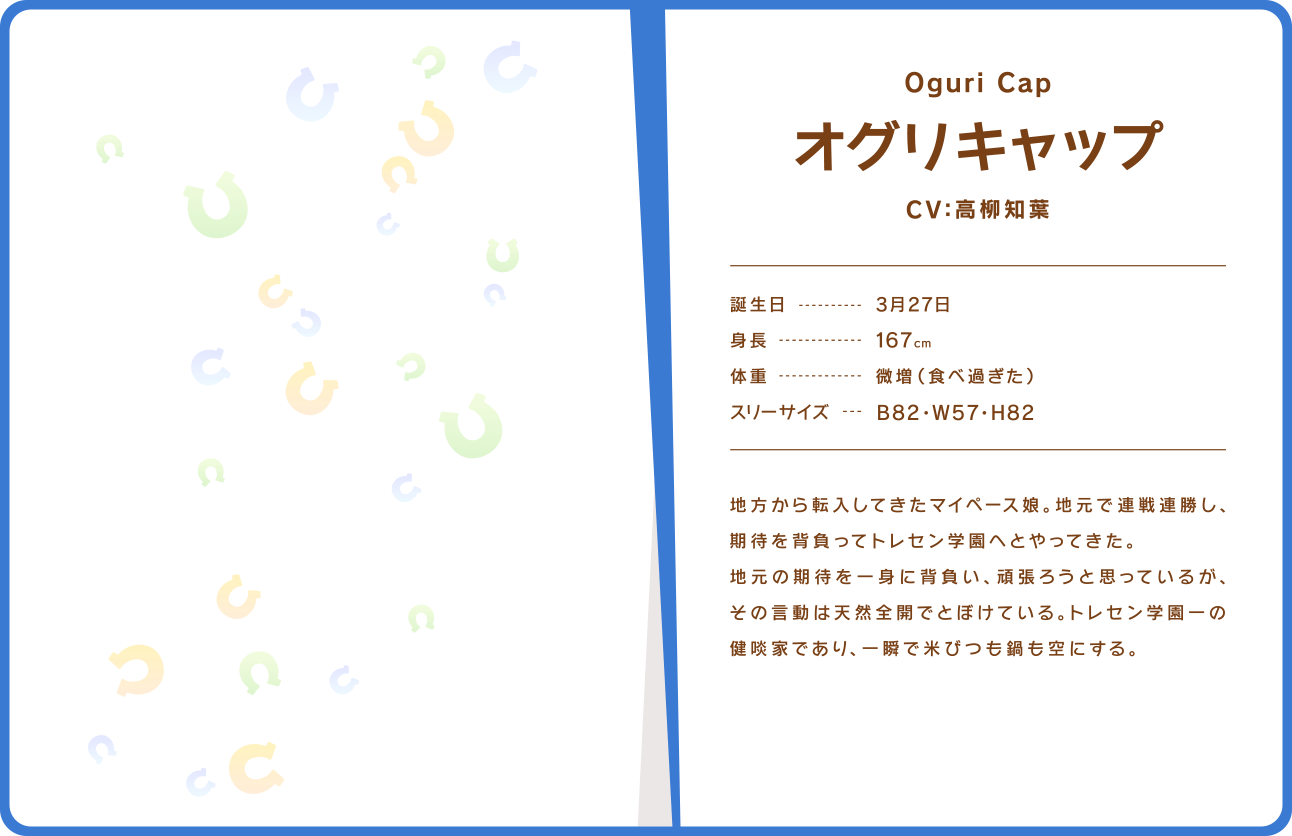 Oguri Cap
オグリキャップ
CV:高柳知葉
誕生日 ---------- 3月27日
身長 ------------- 167cm
体重 ------------- 微増(食べ過ぎた)
スリーサイズ --- B82・W57・H82
地方から転入してきたマイペース娘。地元で連戦連勝し、
期待を背負ってトレセン学園へとやってきた。
地元の期待を一身に背負い、頑張ろうと思っているが、
その言動は天然全開でとぼけている。トレセン学園一の
健啖家であり、一瞬で米びつも鍋も空にする。